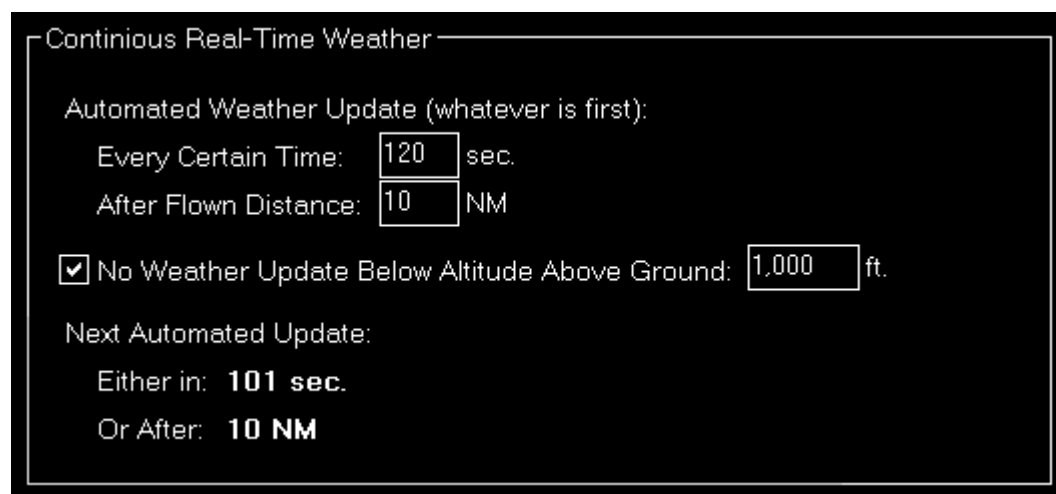 Continious Real-Time Weather
Automated Weather Update (whatever is first):
Every Certain Time: 120 sec.
After Flown Distance: 10 NM
No Weather Update Below Altitude Above Ground: 1,000 ft.
Next Automated Update:
Either in: 101 sec.
Or After: 10 NM